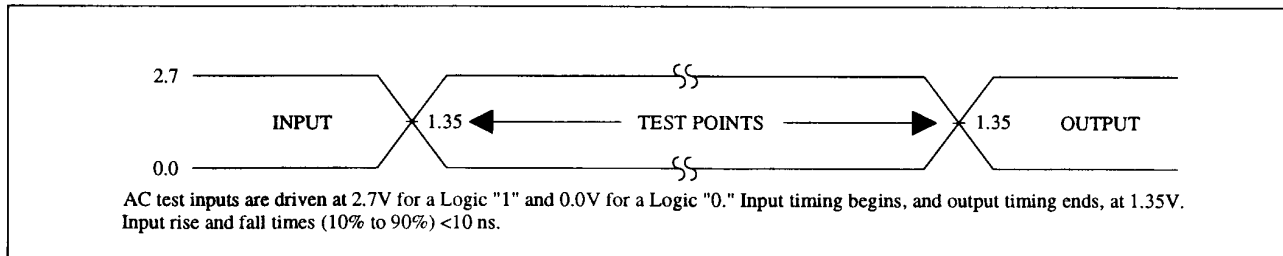 2.7
INPUT 1.35 TEST POINTS 1.35 OUTPUT
0.0
AC test inputs are driven at 2.7V for a Logic "1" and 0.0V for a Logic "0." Input timing begins, and output timing ends, at 1.35V.
Input rise and fall times (10% to 90%) <10 ns.